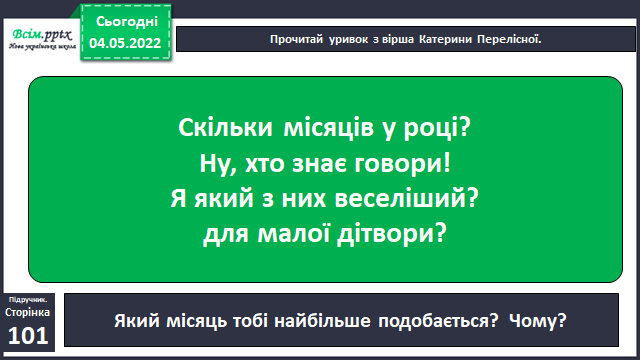 Всім.pptx
Нова українська школа
Сьогодні
04.05.2022
Прочитай уривок з вірша Катерини Перелісної.
Скільки місяців у році?
Ну, хто знає говори!
Я який з них веселіший?
для малої дітвори?
Підручник.
Сторінка
101
Який місяць тобі найбільше подобається? Чому?